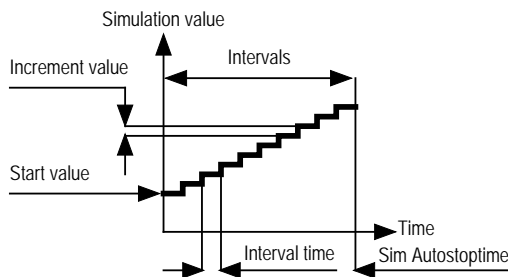 Simulation value
Increment value
Intervals
Start value
Time
Interval time
Sim Autostoptime